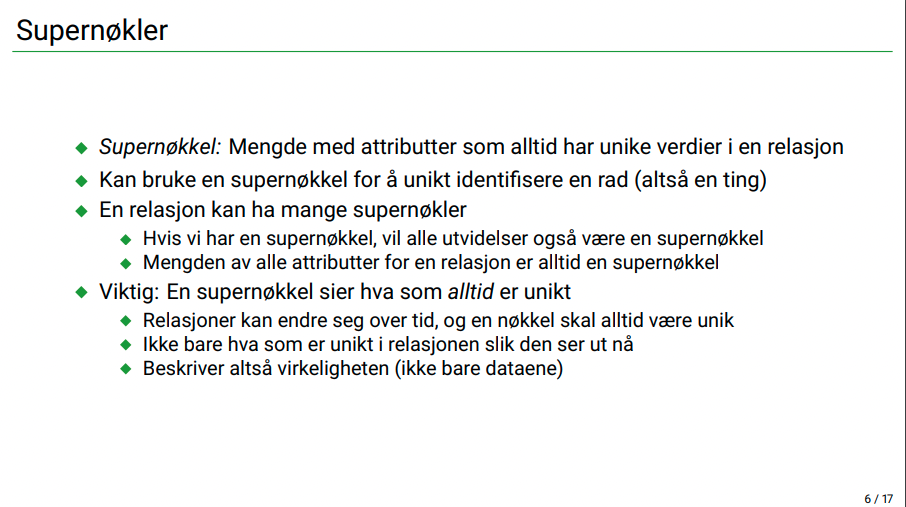 Supernøkler
Supernøkkel: Mengde med attributter som alltid har unike verdier i en relasjon
Kan bruke en supernøkkel for å unikt identifisere en rad (altså en ting)
En relasjon kan ha mange supernøkler
Hvis vi har en supernøkkel, vil alle utvidelser også være en supernøkkel
Mengden av alle attributter for en relasjon er alltid en supernøkkel
Viktig: En supernøkkel sier hva som alltid er unikt
Relasjoner kan endre seg over tid, og en nøkkel skal alltid være unik
Ikke bare hva som er unikt i relasjonen slik den ser ut nå
Beskriver altså virkeligheten (ikke bare dataene)
6 / 17